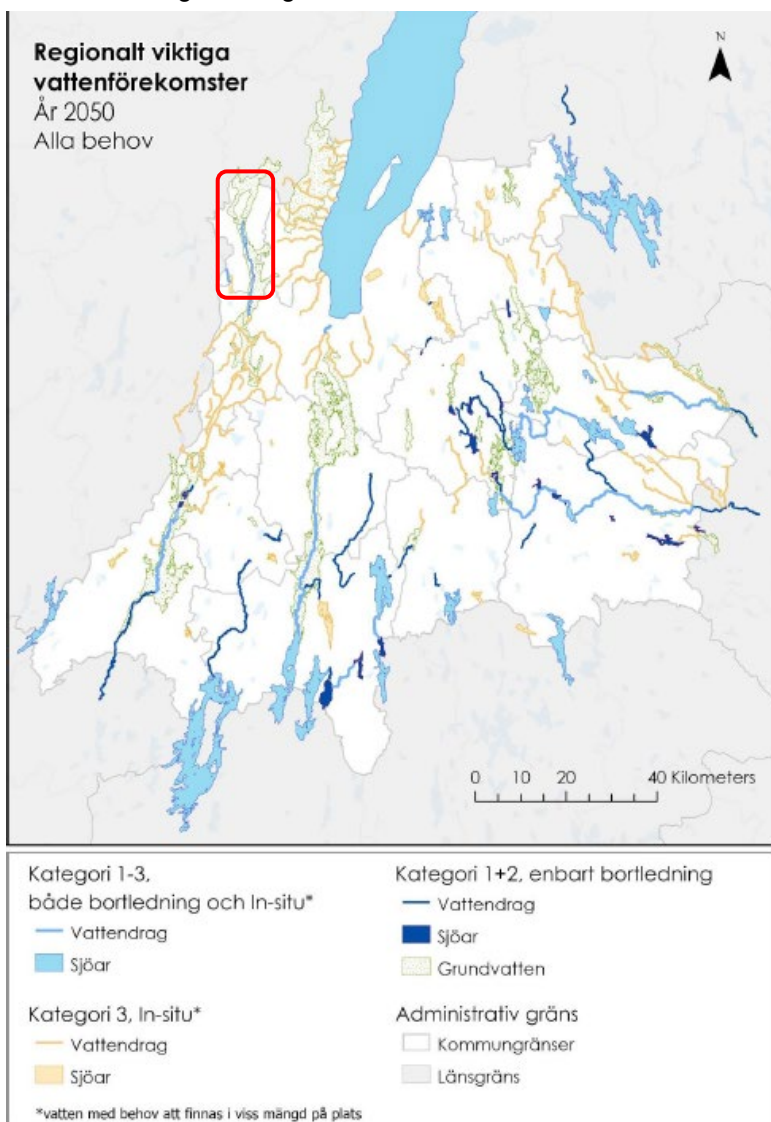 Regionalt viktiga
vattenförekomster
År 2050
Alla behov
N
0 10 20 40 Kilometers
Kategori 1-3,
både bortledning och In-situ*
Vattendrag
Sjöar
Kategori 3, In-situ*
Vattendrag
Sjöar
*vatten med behov att finnas i viss mängd på plats
Kategori 1+2, enbart bortledning
Vattendrag
Sjöar
Grundvatten
Administrativ gräns
Kommungränser
Länsgräns